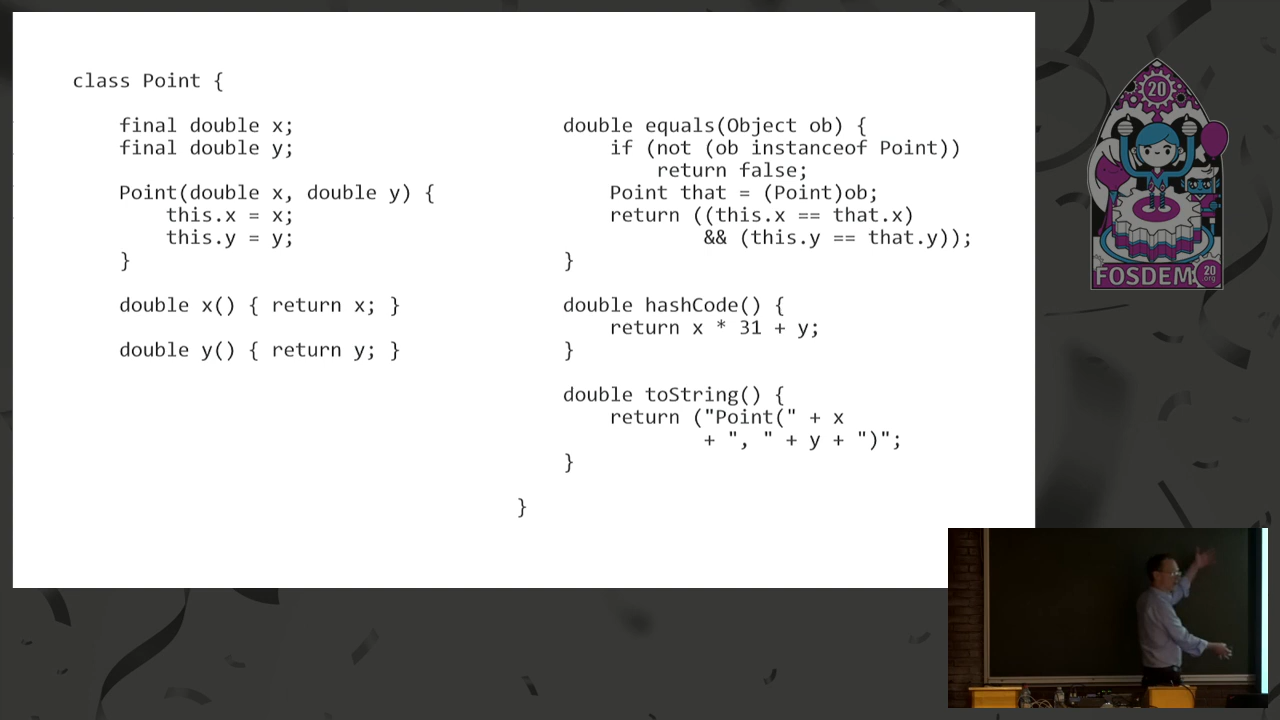 class Point {
final double x;
final double y;
Point(double x, double y) {
this.x = x;
this.y = y;
}
double x() { return x; }
double y() { return y; }
double equals(Object ob) {
if (not (ob instanceof Point))
return false;
Point that = (Point)ob;
return ((this.x == that.x)
&& (this.y == that.y));
}
double hashCode() {
return x * 31 + y;
}
double toString() {
return ("Point(" + x
+ ", " + y + ")";
}
}
20
FOSDEM
20
.org